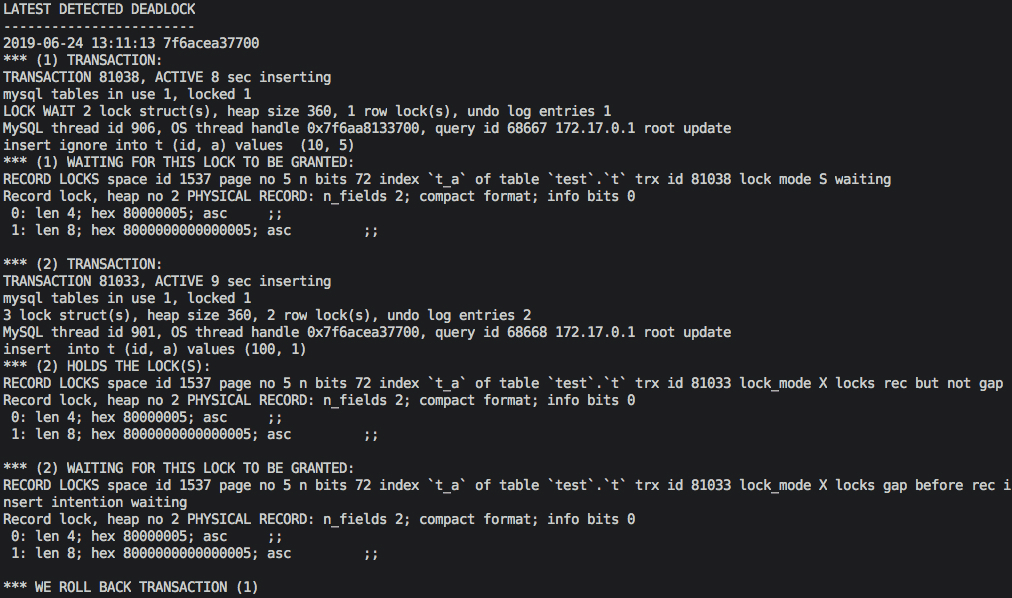 LATEST DETECTED DEADLOCK
------------------------
2019-06-24 13:11:13 7f6acea37700
*** (1) TRANSACTION:
TRANSACTION 81038, ACTIVE 8 sec inserting
mysql tables in use 1, locked 1
LOCK WAIT 2 lock struct(s), heap size 360, 1 row lock(s), undo log entries 1
MySQL thread id 906, OS thread handle 0x7f6aa8133700, query id 68667 172.17.0.1 root update
insert ignore into t (id, a) values  (10, 5)
*** (1) WAITING FOR THIS LOCK TO BE GRANTED:
RECORD LOCKS space id 1537 page no 5 n bits 72 index `t_a` of table `test`.`t` trx id 81038 lock mode S waiting
Record lock, heap no 2 PHYSICAL RECORD: n_fields 2; compact format; info bits 0
 0: len 4; hex 80000005; asc     ;;
 1: len 8; hex 8000000000000005; asc         ;;

*** (2) TRANSACTION:
TRANSACTION 81033, ACTIVE 9 sec inserting
mysql tables in use 1, locked 1
3 lock struct(s), heap size 360, 2 row lock(s), undo log entries 2
MySQL thread id 901, OS thread handle 0x7f6acea37700, query id 68668 172.17.0.1 root update
insert  into t (id, a) values (100, 1)
*** (2) HOLDS THE LOCK(S):
RECORD LOCKS space id 1537 page no 5 n bits 72 index `t_a` of table `test`.`t` trx id 81033 lock_mode X locks rec but not gap
Record lock, heap no 2 PHYSICAL RECORD: n_fields 2; compact format; info bits 0
 0: len 4; hex 80000005; asc     ;;
 1: len 8; hex 8000000000000005; asc         ;;

*** (2) WAITING FOR THIS LOCK TO BE GRANTED:
RECORD LOCKS space id 1537 page no 5 n bits 72 index `t_a` of table `test`.`t` trx id 81033 lock_mode X locks gap before rec i
nsert intention waiting
Record lock, heap no 2 PHYSICAL RECORD: n_fields 2; compact format; info bits 0
 0: len 4; hex 80000005; asc     ;;
 1: len 8; hex 8000000000000005; asc         ;;

*** WE ROLL BACK TRANSACTION (1)